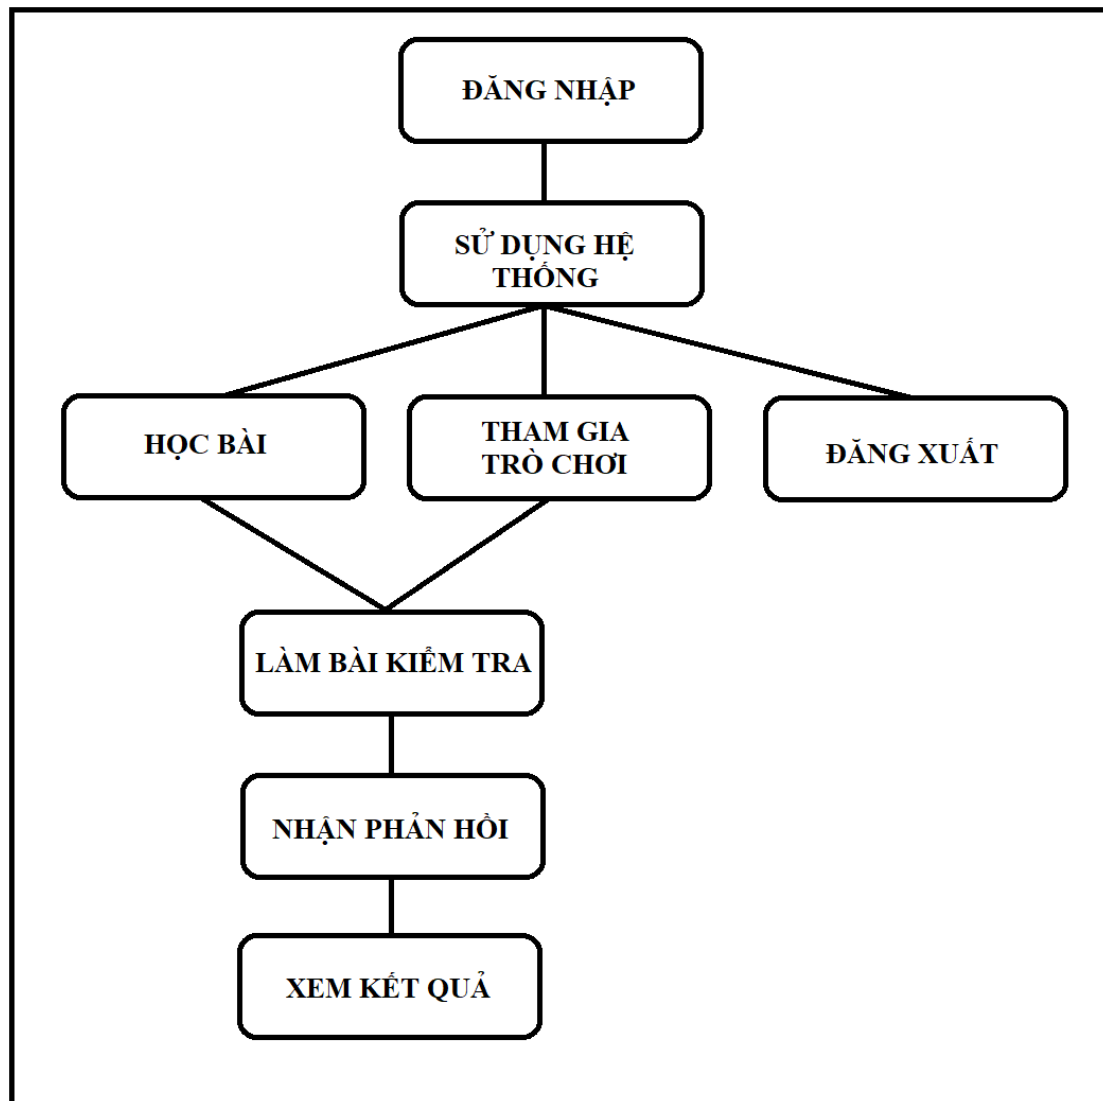 ĐĂNG NHẬP
SỬ DỤNG HỆ
THỐNG
HỌC BÀI
THAM GIA
TRÒ CHƠI
ĐĂNG XUẤT
LÀM BÀI KIỂM TRA
NHẬN PHẢN HỒI
XEM KẾT QUẢ